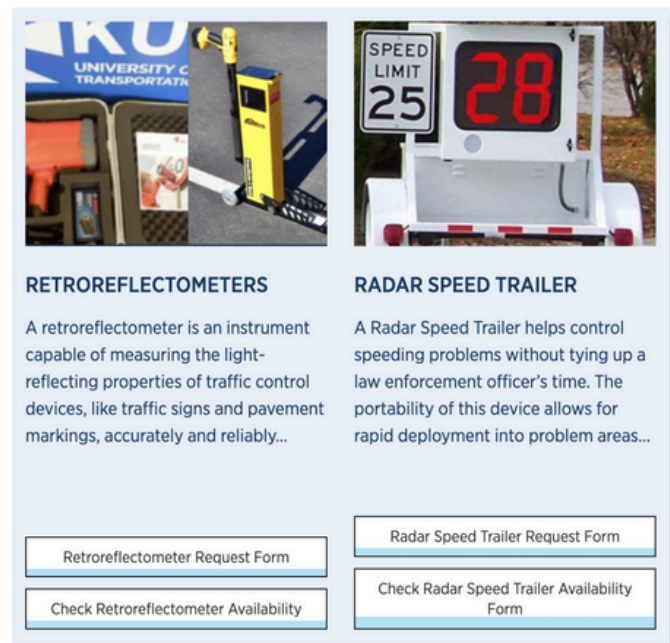 KU
UNIVERSITY
TRANSPORTATI
SPEED
LIMIT
25
28
RETROREFLECTOMETERS
A retroreflectometer is an instrument
capable of measuring the light-
reflecting properties of traffic control
devices, like traffic signs and pavement
markings, accurately and reliably...
Retroreflectometer Request Form
Check Retroreflectometer Availability
RADAR SPEED TRAILER
A Radar Speed Trailer helps control
speeding problems without tying up a
law enforcement officer's time. The
portability of this device allows for
rapid deployment into problem areas...
Radar Speed Trailer Request Form
Check Radar Speed Trailer Availability
Form